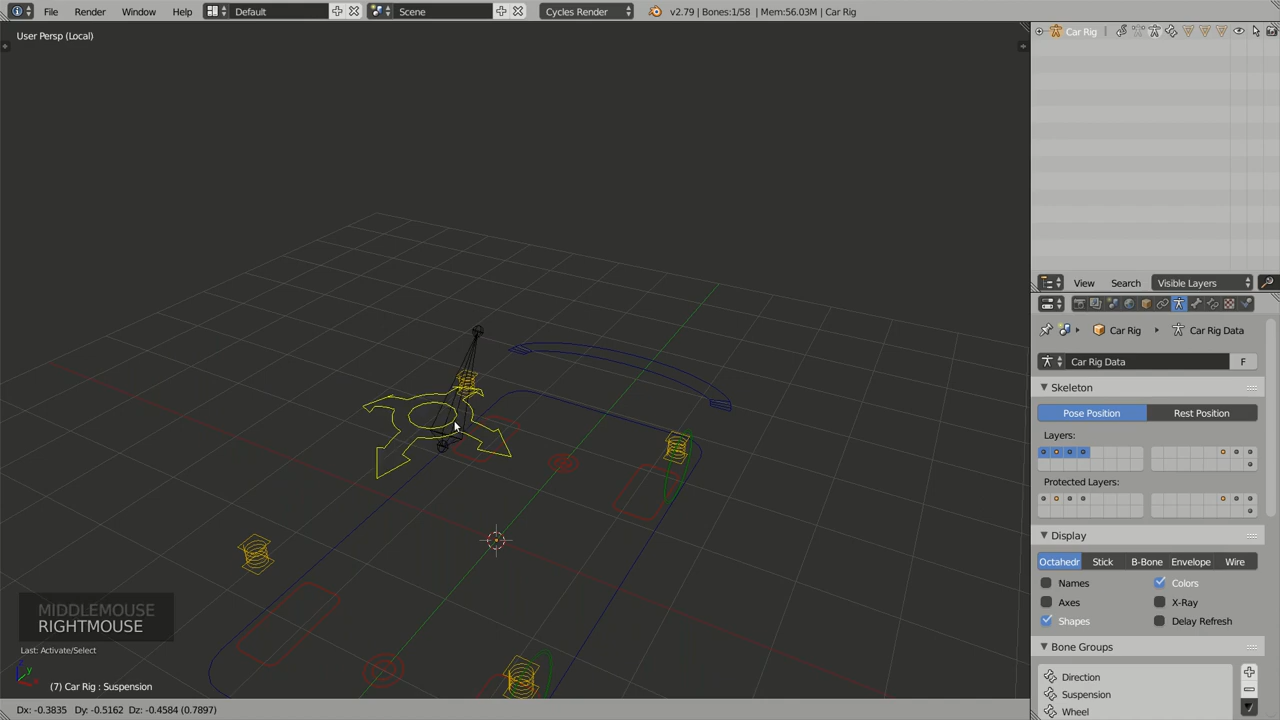 File Render Window Help Default Scene Cycles Render v2.79 | Bones:1/58 | Mem:56.03M | Car Rig
User Persp (Local)
Car Rig
View Search Visible Layers
Car Rig Car Rig Data
Car Rig Data F
Skeleton
Pose Position Rest Position
Layers:
Protected Layers:
Display
Octahedr Stick B-Bone Envelope Wire
Names Colors
Axes X-Ray
Shapes Delay Refresh
Bone Groups
Direction
Suspension
Wheel
MIDDLEMOUSE
RIGHTMOUSE
Last: Activate/Select
(7) Car Rig : Suspension
Dx: -0.3835 Dy: -0.5162 Dz: -0.4584 (0.7897)